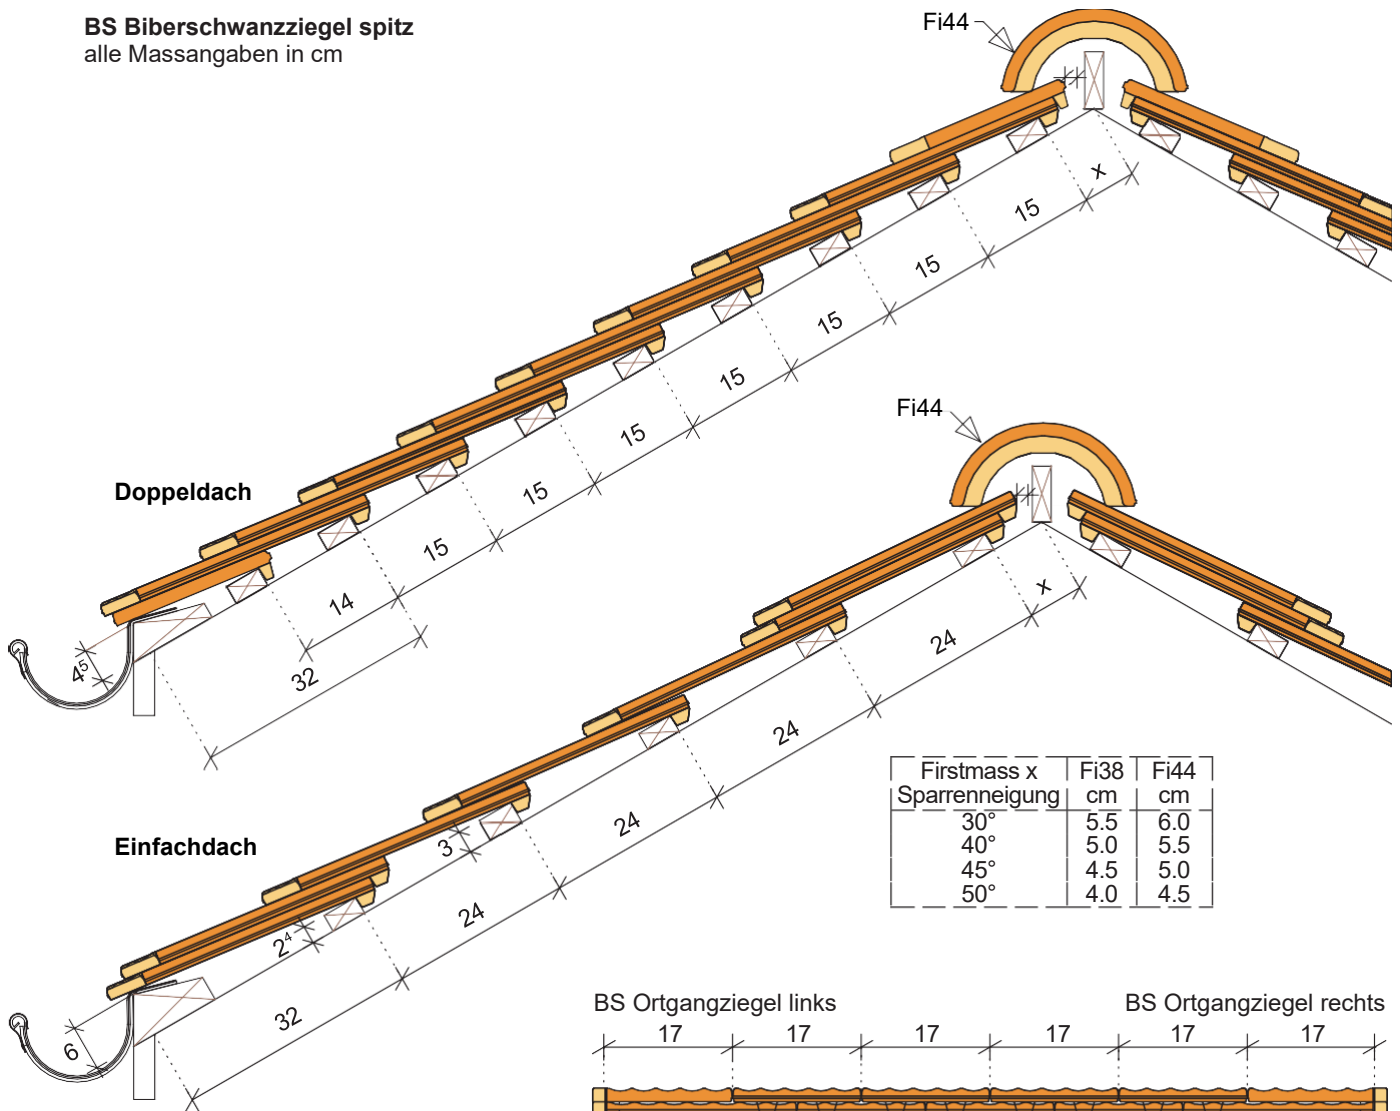 BS Biberschwanzziegel spitz
alle Massangaben in cm
Fi44
x
15
15
15
15
15
15
15
14
32
4⁵
Doppeldach
Fi44
x
24
24
24
24
3
2⁴
32
6
Einfachdach
Firstmass x Fi38 Fi44
Sparrenneigung cm cm
30° 5.5 6.0
40° 5.0 5.5
45° 4.5 5.0
50° 4.0 4.5
BS Ortgangziegel links BS Ortgangziegel rechts
17 17 17 17 17 17